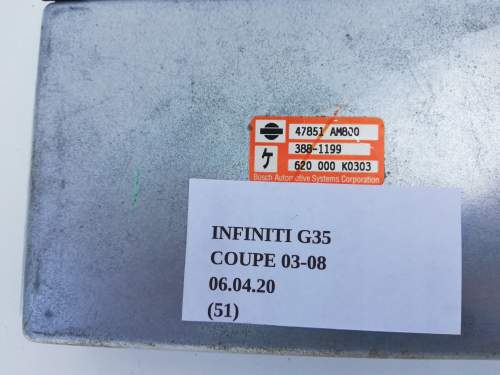 47851 AM800
388-1199
ケ
620 000 K0303
Bosch Automotive Systems Corporation
INFINITI G35
COUPE 03-08
06.04.20
(51)